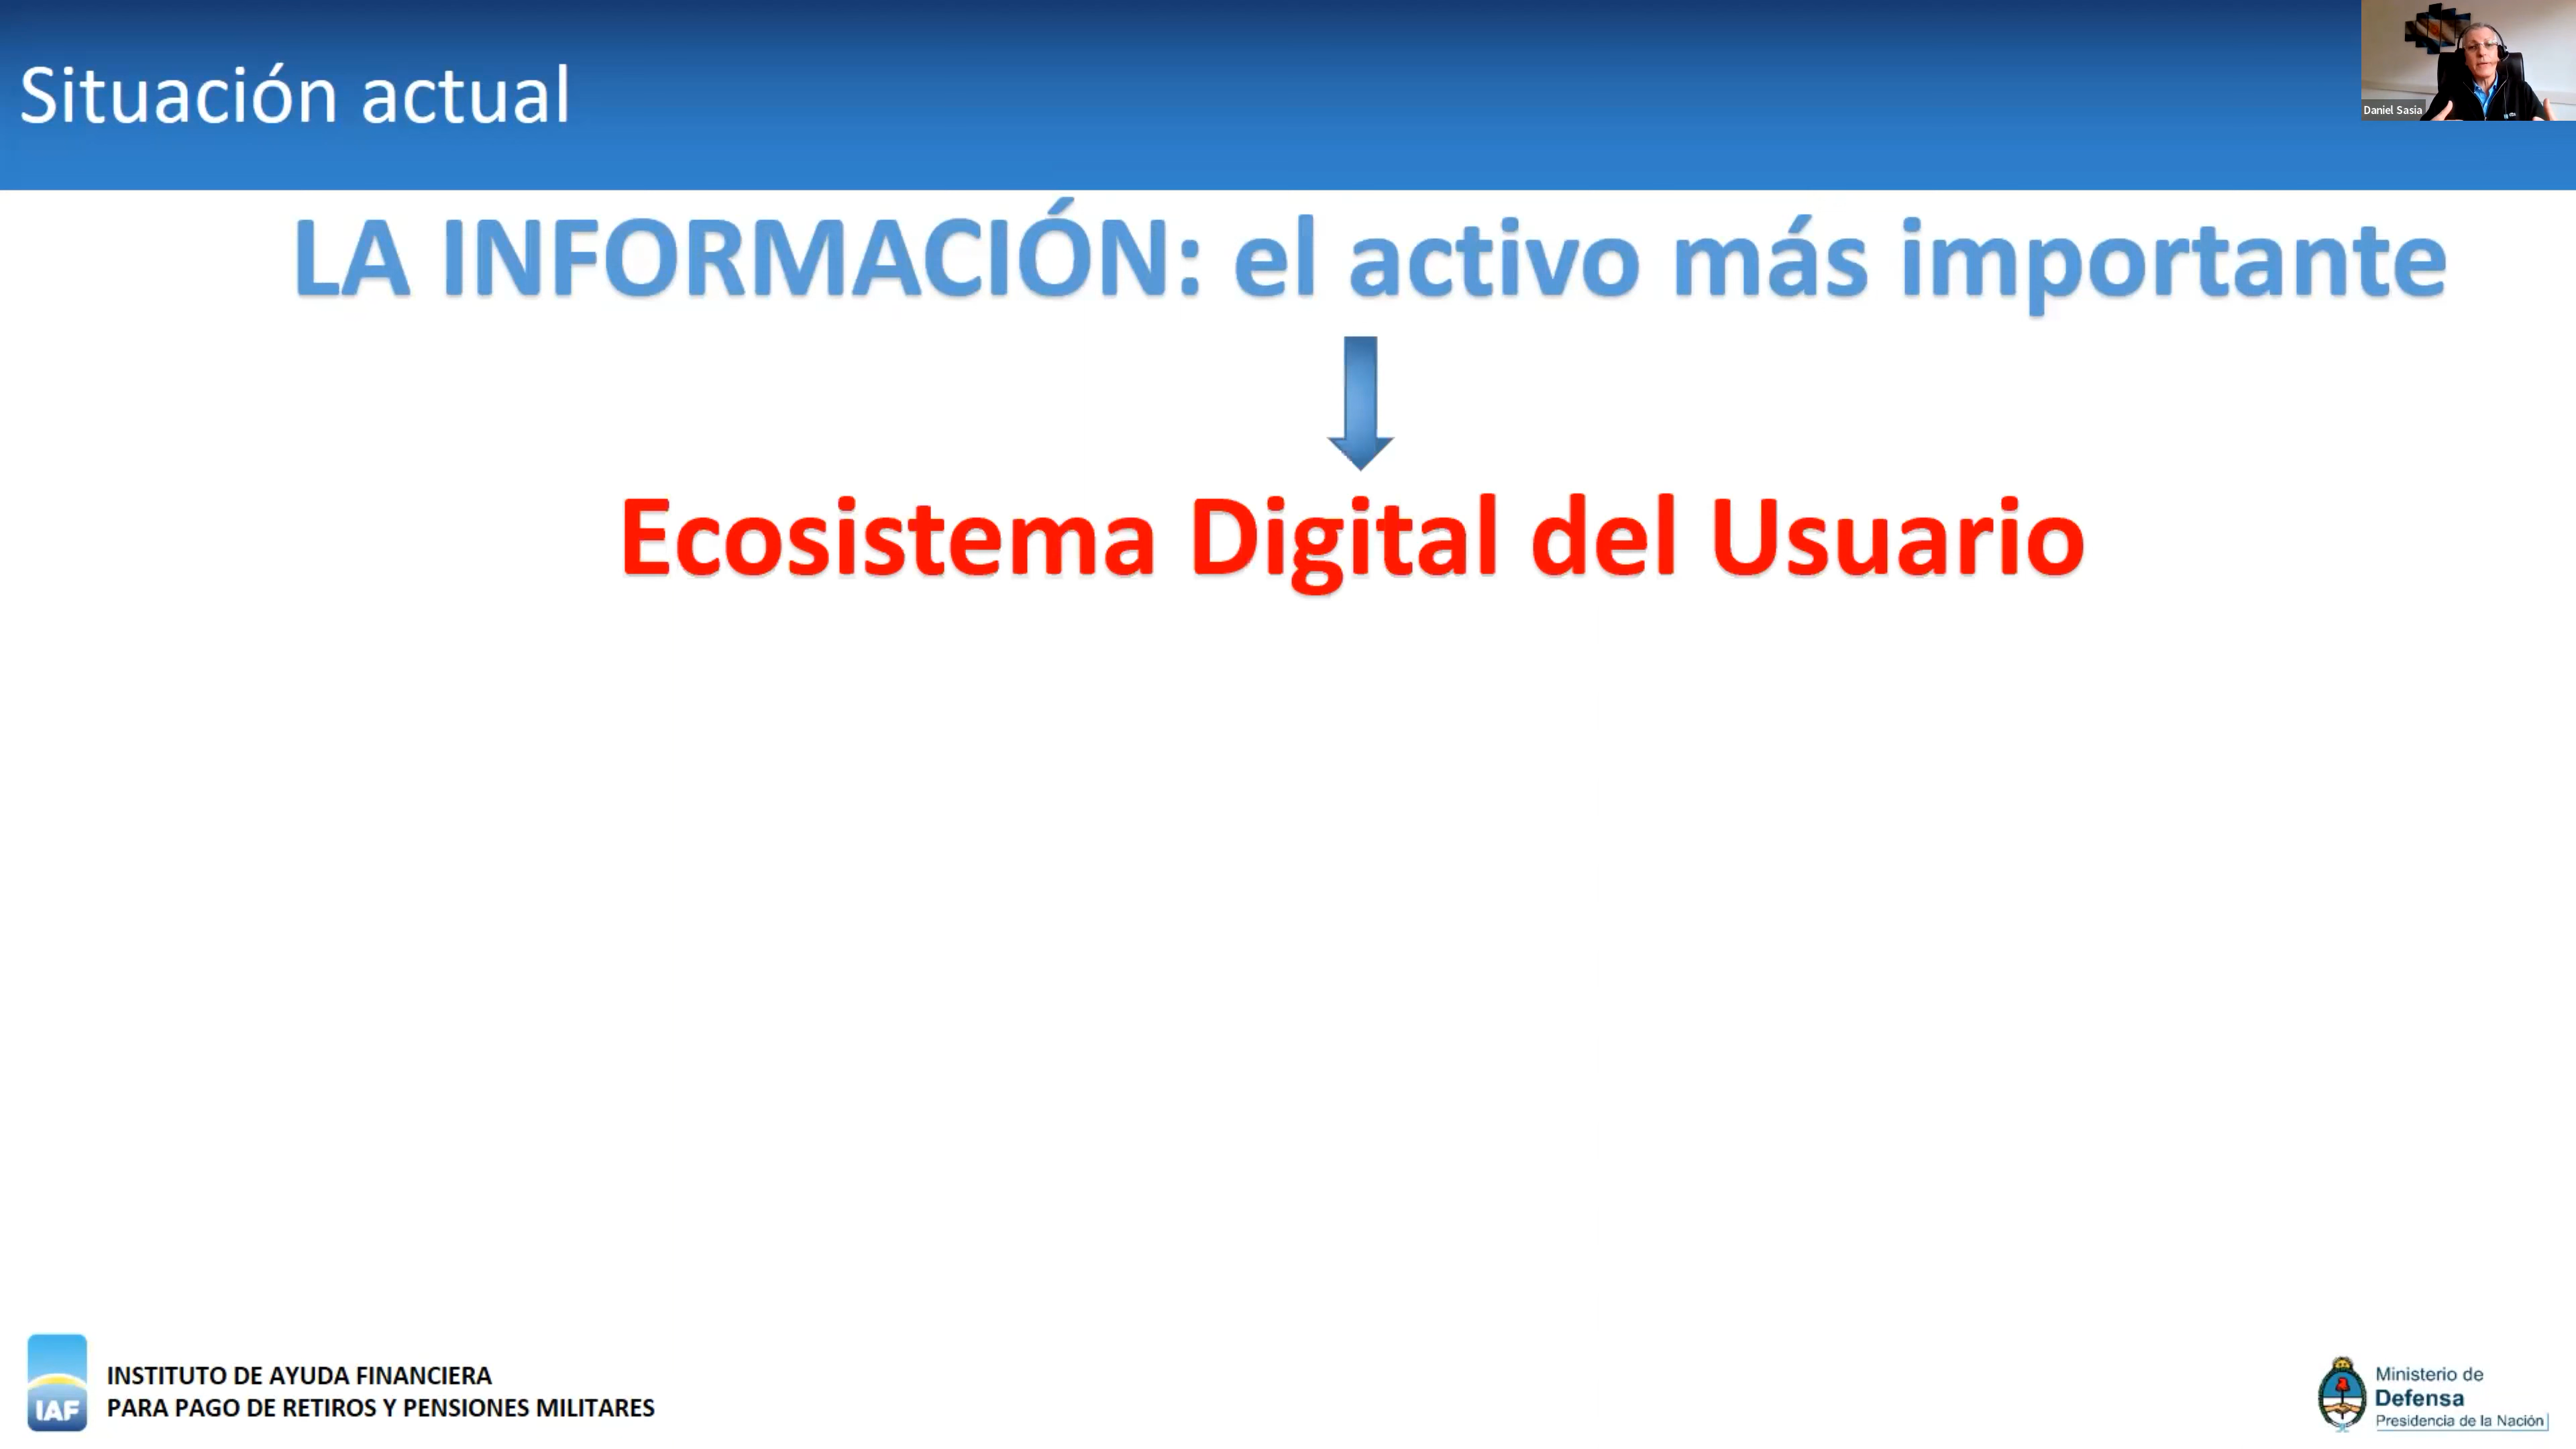 Situación actual
Daniel Sasia
LA INFORMACIÓN: el activo más importante
Ecosistema Digital del Usuario
IAF
INSTITUTO DE AYUDA FINANCIERA
PARA PAGO DE RETIROS Y PENSIONES MILITARES
Ministerio de
Defensa
Presidencia de la Nación